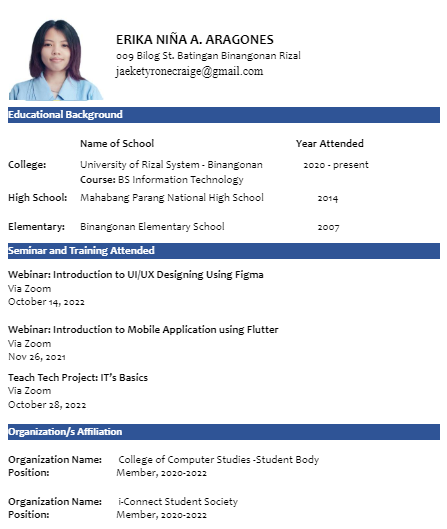 ERIKA NIÑA A. ARAGONES
009 Bilog St. Batingan Binangonan Rizal
jaeketyronecraige@gmail.com
Educational Background
Name of School Year Attended
College: University of Rizal System - Binangonan 2020 - present
Course: BS Information Technology
High School: Mahabang Parang National High School 2014
Elementary: Binangonan Elementary School 2007
Seminar and Training Attended
Webinar: Introduction to UI/UX Designing Using Figma
Via Zoom
October 14, 2022
Webinar: Introduction to Mobile Application using Flutter
Via Zoom
Nov 26, 2021
Teach Tech Project: IT's Basics
Via Zoom
October 28, 2022
Organization/s Affiliation
Organization Name: College of Computer Studies -Student Body
Position: Member, 2020-2022
Organization Name: i-Connect Student Society
Position: Member, 2020-2022